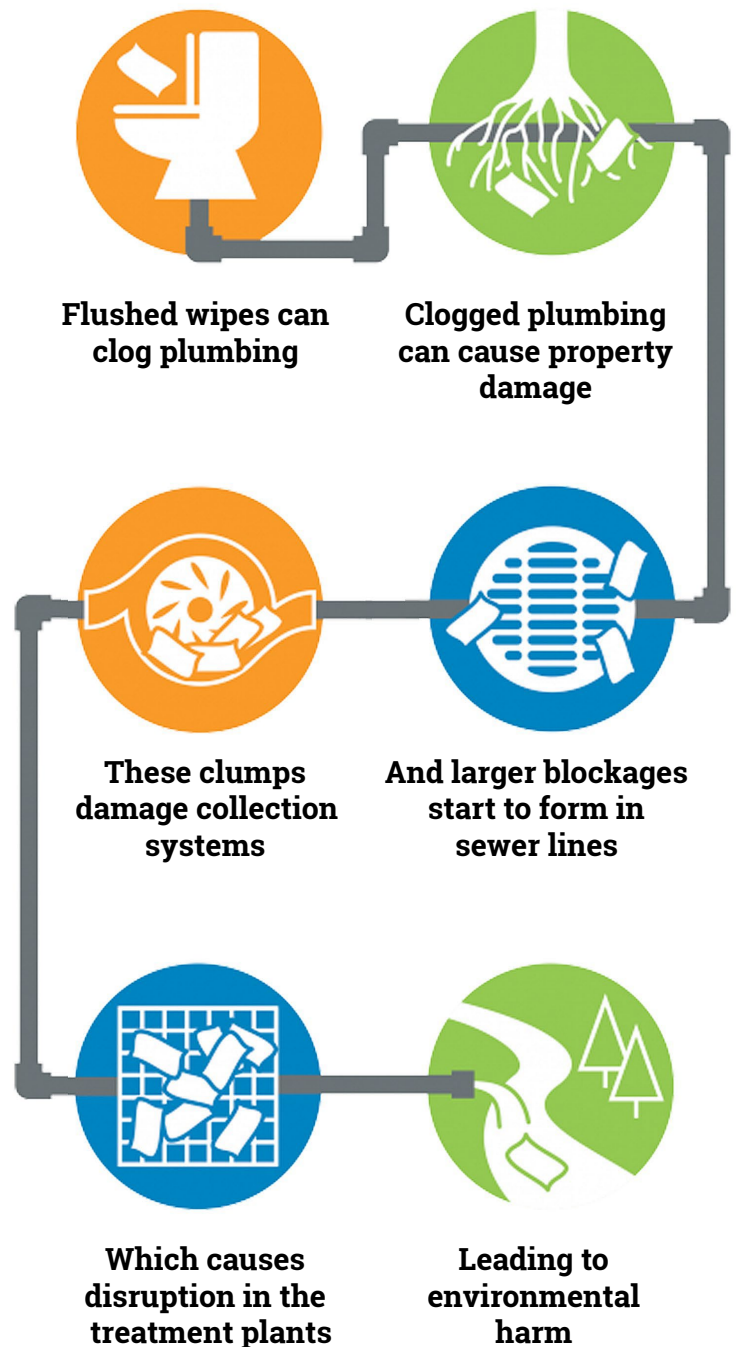 Flushed wipes can
clog plumbing
Clogged plumbing
can cause property
damage
And larger blockages
start to form in
sewer lines
These clumps
damage collection
systems
Which causes
disruption in the
treatment plants
Leading to
environmental
harm